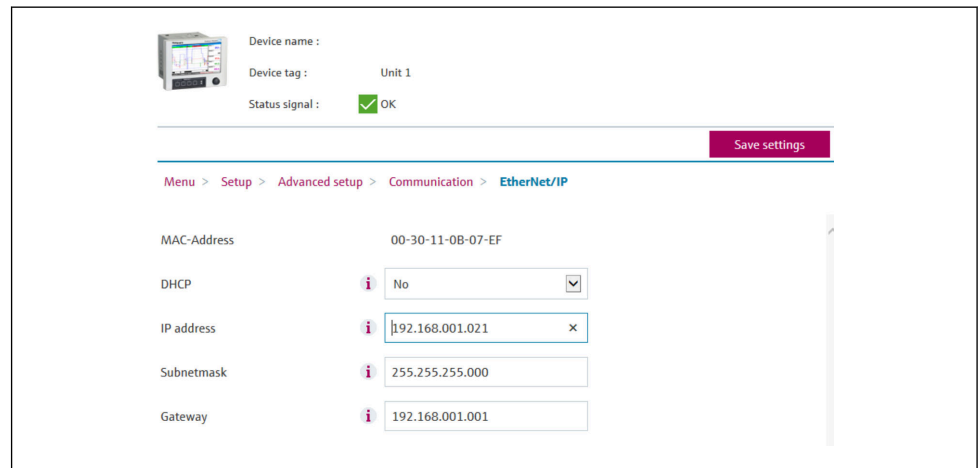 Device name :
Device tag : Unit 1
Status signal : OK
Save settings
Menu > Setup > Advanced setup > Communication > EtherNet/IP
MAC-Address 00-30-11-0B-07-EF
DHCP i No
IP address i 192.168.001.021 ×
Subnetmask i 255.255.255.000
Gateway i 192.168.001.001